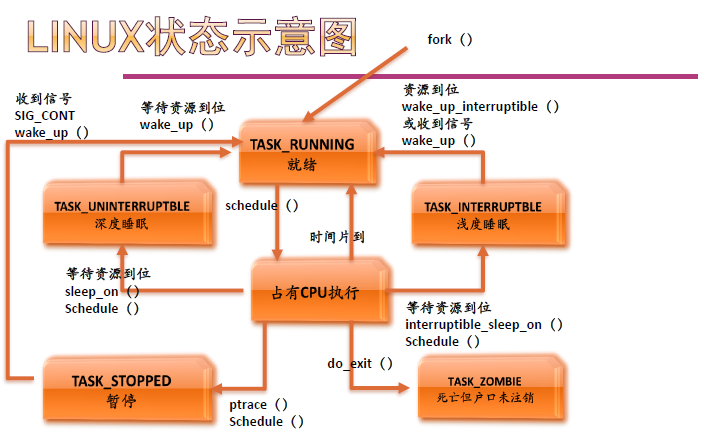 LINUX状态示意图
fork（）
收到信号
SIG_CONT
wake_up（）
等待资源到位
wake_up（）
资源到位
wake_up_interruptible（）
或收到信号
wake_up（）
TASK_RUNNING
就绪
TASK_UNINTERRUPTBLE
深度睡眠
schedule（）
时间片到
TASK_INTERRUPTBLE
浅度睡眠
等待资源到位
sleep_on（）
Schedule（）
占有CPU执行
等待资源到位
interruptible_sleep_on（）
Schedule（）
TASK_STOPPED
暂停
do_exit（）
TASK_ZOMBIE
死亡但户口未注销
ptrace（）
Schedule（）